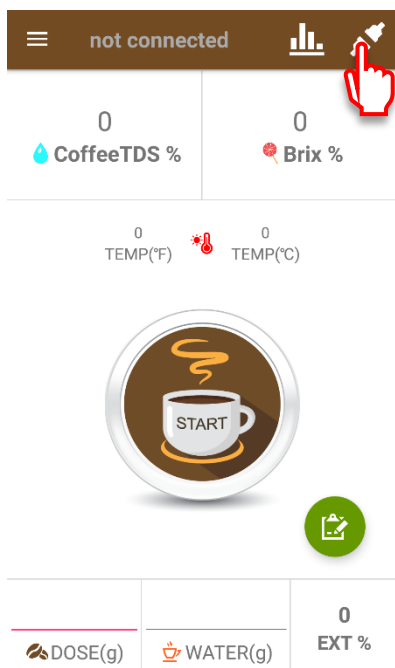 not connected
0
CoffeeTDS %
0
Brix %
0
TEMP(°F)
0
TEMP(°C)
START
DOSE(g)
WATER(g)
0
EXT %